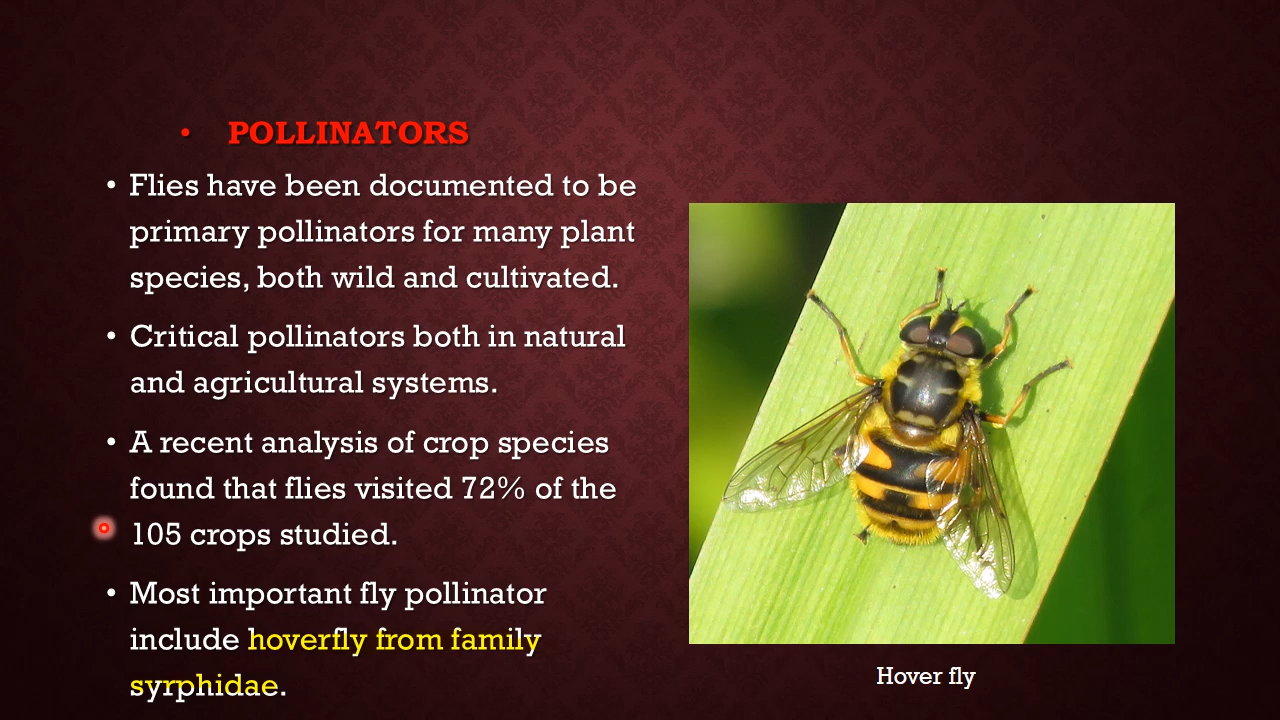 • POLLINATORS
• Flies have been documented to be
primary pollinators for many plant
species, both wild and cultivated.
• Critical pollinators both in natural
and agricultural systems.
• A recent analysis of crop species
found that flies visited 72% of the
105 crops studied.
• Most important fly pollinator
include hoverfly from family
syrphidae.
Hover fly